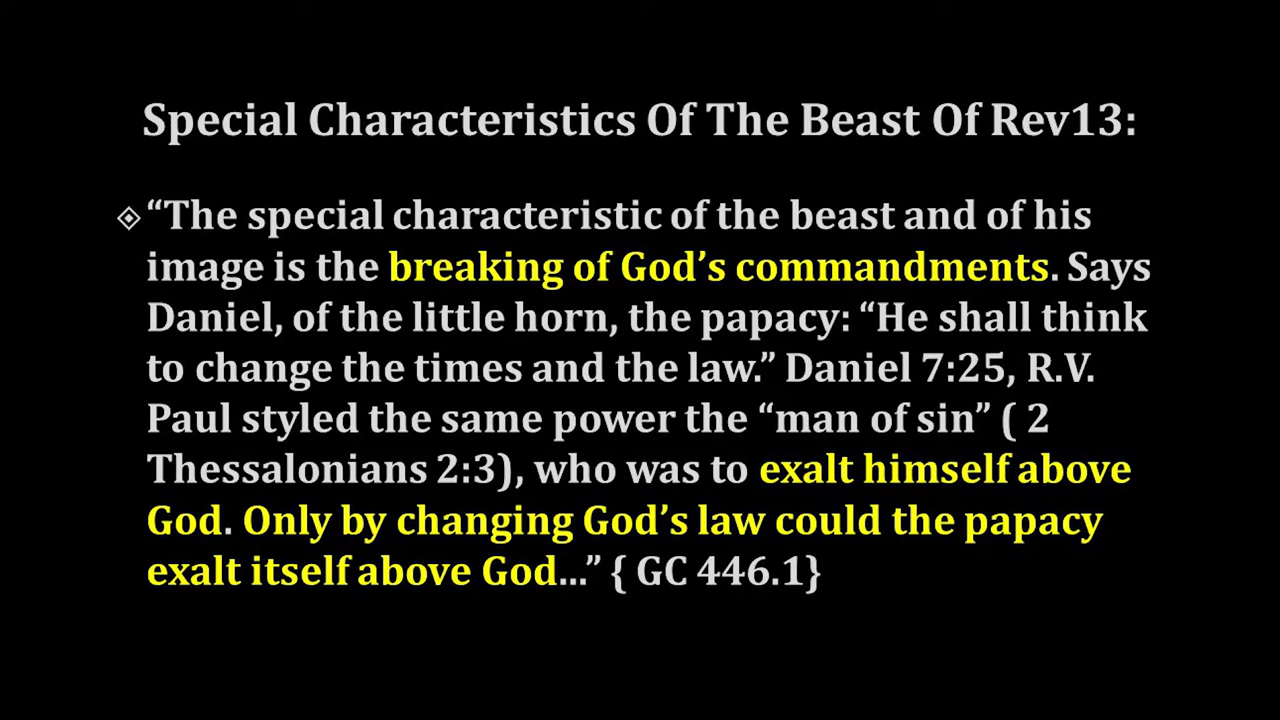 Special Characteristics Of The Beast Of Rev13:
“The special characteristic of the beast and of his
image is the breaking of God’s commandments. Says
Daniel, of the little horn, the papacy: “He shall think
to change the times and the law.” Daniel 7:25, R.V.
Paul styled the same power the “man of sin” ( 2
Thessalonians 2:3), who was to exalt himself above
God. Only by changing God’s law could the papacy
exalt itself above God...” { GC 446.1}